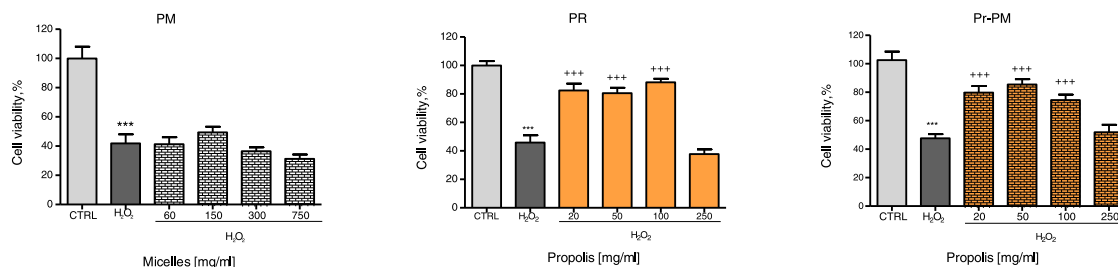 PM
Cell viability,%
120
100
80
60
40
20
0
***
CTRL
H₂O₂
60
150
300
750
H₂O₂
Micelles [mg/ml]
PR
Cell viability,%
120
100
80
60
40
20
0
***
+++
+++
+++
CTRL
H₂O₂
20
50
100
250
H₂O₂
Propolis [mg/ml]
Pr-PM
Cell viability,%
120
100
80
60
40
20
0
***
+++
+++
+++
CTRL
H₂O₂
20
50
100
250
H₂O₂
Propolis [mg/ml]